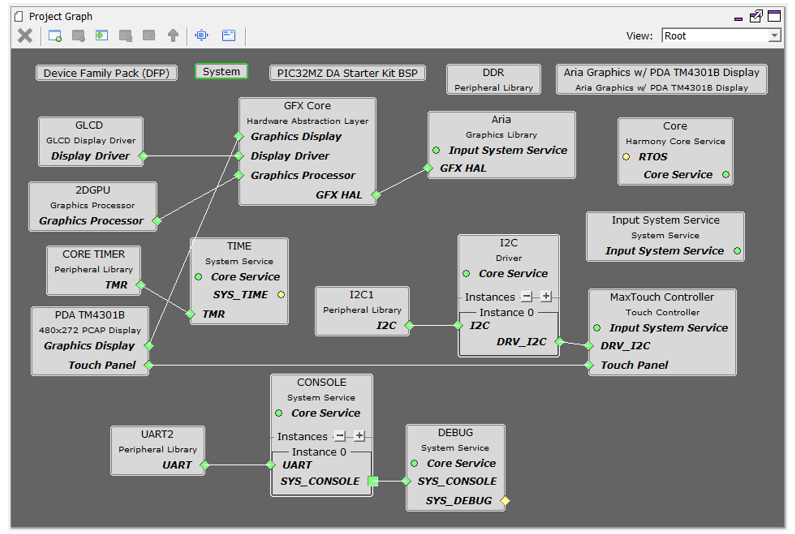 Project Graph
View: Root
Device Family Pack (DFP)
System
PIC32MZ DA Starter Kit BSP
DDR
Peripheral Library
Aria Graphics w/ PDA TM4301B Display
Aria Graphics w/ PDA TM4301B Display
GLCD
GLCD Display Driver
Display Driver
GFX Core
Hardware Abstraction Layer
Graphics Display
Display Driver
Graphics Processor
GFX HAL
Aria
Graphics Library
Input System Service
GFX HAL
Core
Harmony Core Service
RTOS
Core Service
2DGPU
Graphics Processor
Graphics Processor
Input System Service
System Service
Input System Service
CORE TIMER
Peripheral Library
TMR
TIME
System Service
Core Service
SYS_TIME
TMR
I2C
Driver
Core Service
Instances
Instance 0
I2C
DRV_I2C
I2C1
Peripheral Library
I2C
MaxTouch Controller
Touch Controller
Input System Service
DRV_I2C
Touch Panel
PDA TM4301B
480x272 PCAP Display
Graphics Display
Touch Panel
CONSOLE
System Service
Core Service
Instances
Instance 0
UART
SYS_CONSOLE
UART2
Peripheral Library
UART
DEBUG
System Service
Core Service
SYS_CONSOLE
SYS_DEBUG